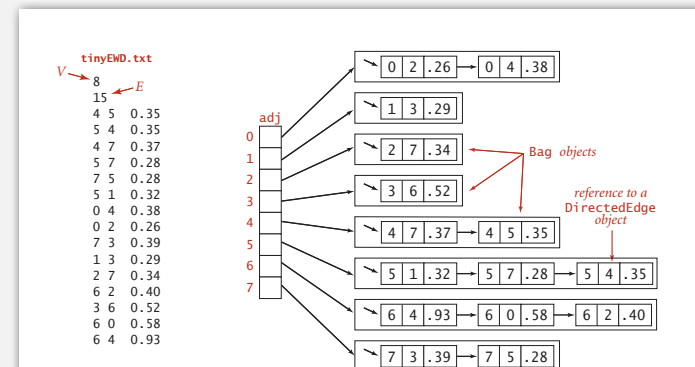 tinyEWD.txt
V
8
15
E
4 5 0.35
5 4 0.35
4 7 0.37
5 7 0.28
7 5 0.28
5 1 0.32
0 4 0.38
0 2 0.26
7 3 0.39
1 3 0.29
2 7 0.34
6 2 0.40
3 6 0.52
6 0 0.58
6 4 0.93
adj
0
1
2
3
4
5
6
7
0 2 .26 0 4 .38
1 3 .29
2 7 .34
3 6 .52
4 7 .37 4 5 .35
5 1 .32 5 7 .28 5 4 .35
6 4 .93 6 0 .58 6 2 .40
7 3 .39 7 5 .28
Bag objects
reference to a
DirectedEdge
object